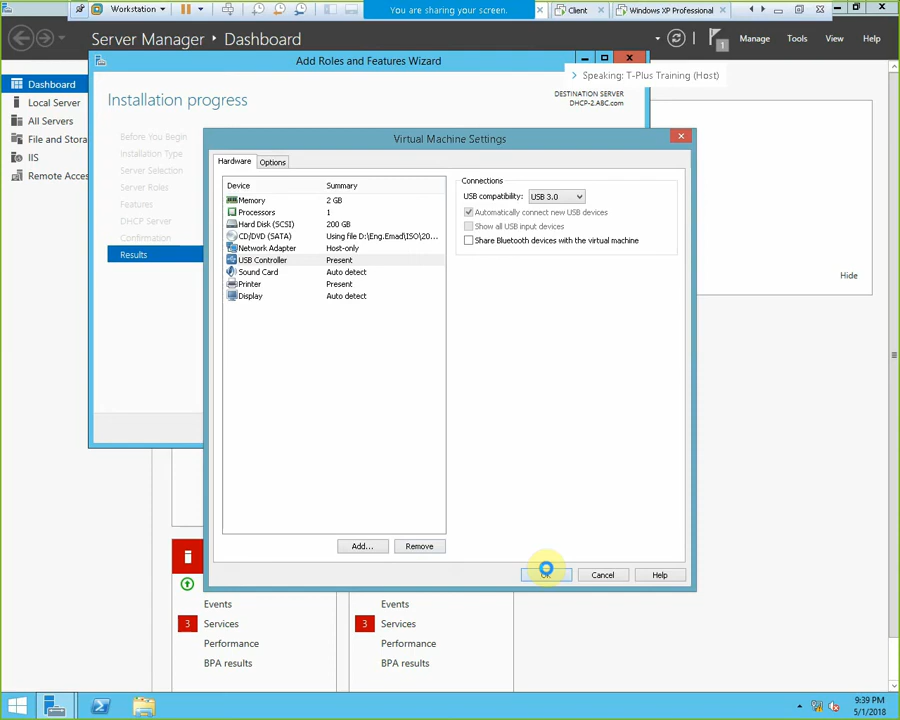 Workstation
You are sharing your screen.
Client
Windows XP Professional
Server Manager
Dashboard
1
Manage
Tools
View
Help
Add Roles and Features Wizard
Speaking: T-Plus Training (Host)
Installation progress
DESTINATION SERVER
DHCP-2.ABC.com
Dashboard
Local Server
All Servers
File and Stora
IIS
Remote Acces
Before You Begin
Installation Type
Server Selection
Server Roles
Features
DHCP Server
Confirmation
Results
Virtual Machine Settings
Hardware
Options
Device Summary
Memory 2 GB
Processors 1
Hard Disk (SCSI) 200 GB
CD/DVD (SATA) Using file D:\Eng.Emad\ISO\20...
Network Adapter Host-only
USB Controller Present
Sound Card Auto detect
Printer Present
Display Auto detect
Connections
USB compatibility: USB 3.0
Automatically connect new USB devices
Show all USB input devices
Share Bluetooth devices with the virtual machine
Hide
Add...
Remove
Cancel
Help
Events
3 Services
Performance
BPA results
Events
3 Services
Performance
BPA results
9:39 PM
5/1/2018